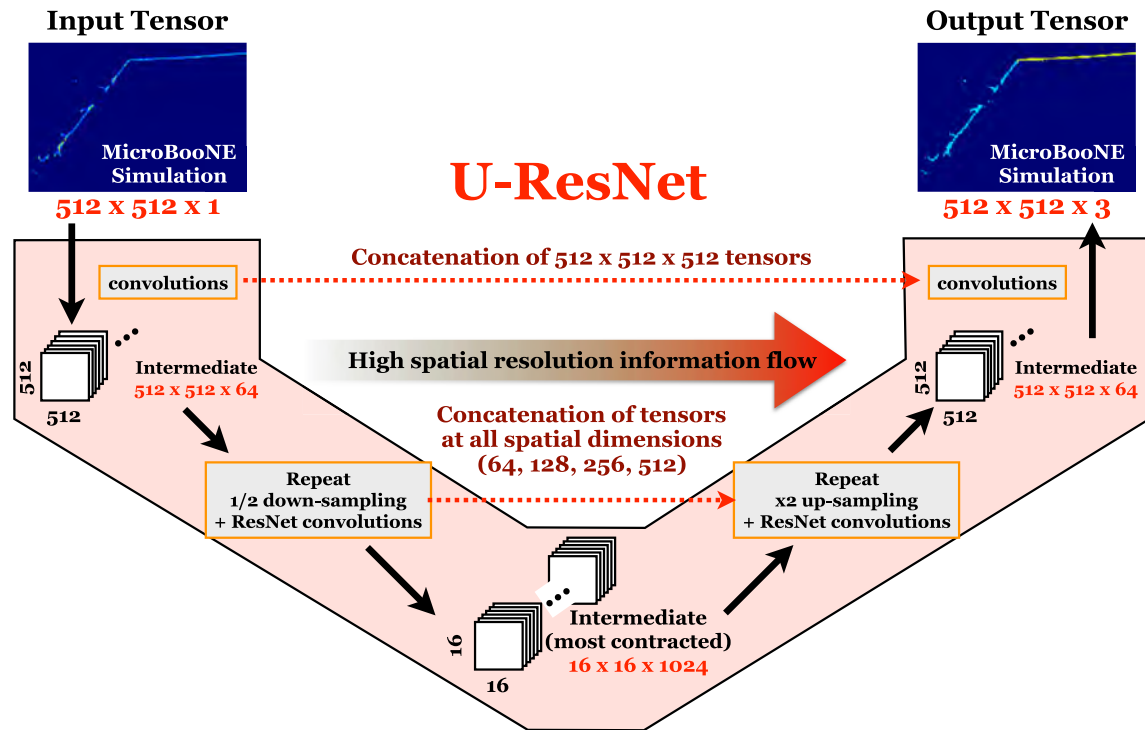 Input Tensor
Output Tensor
MicroBooNE
Simulation
MicroBooNE
Simulation
512 x 512 x 1
U-ResNet
512 x 512 x 3
Concatenation of 512 x 512 x 512 tensors
convolutions
convolutions
High spatial resolution information flow
512
512
Intermediate
512 x 512 x 64
512
512
Intermediate
512 x 512 x 64
Concatenation of tensors
at all spatial dimensions
(64, 128, 256, 512)
Repeat
1/2 down-sampling
+ ResNet convolutions
Repeat
x2 up-sampling
+ ResNet convolutions
16
16
Intermediate
(most contracted)
16 x 16 x 1024